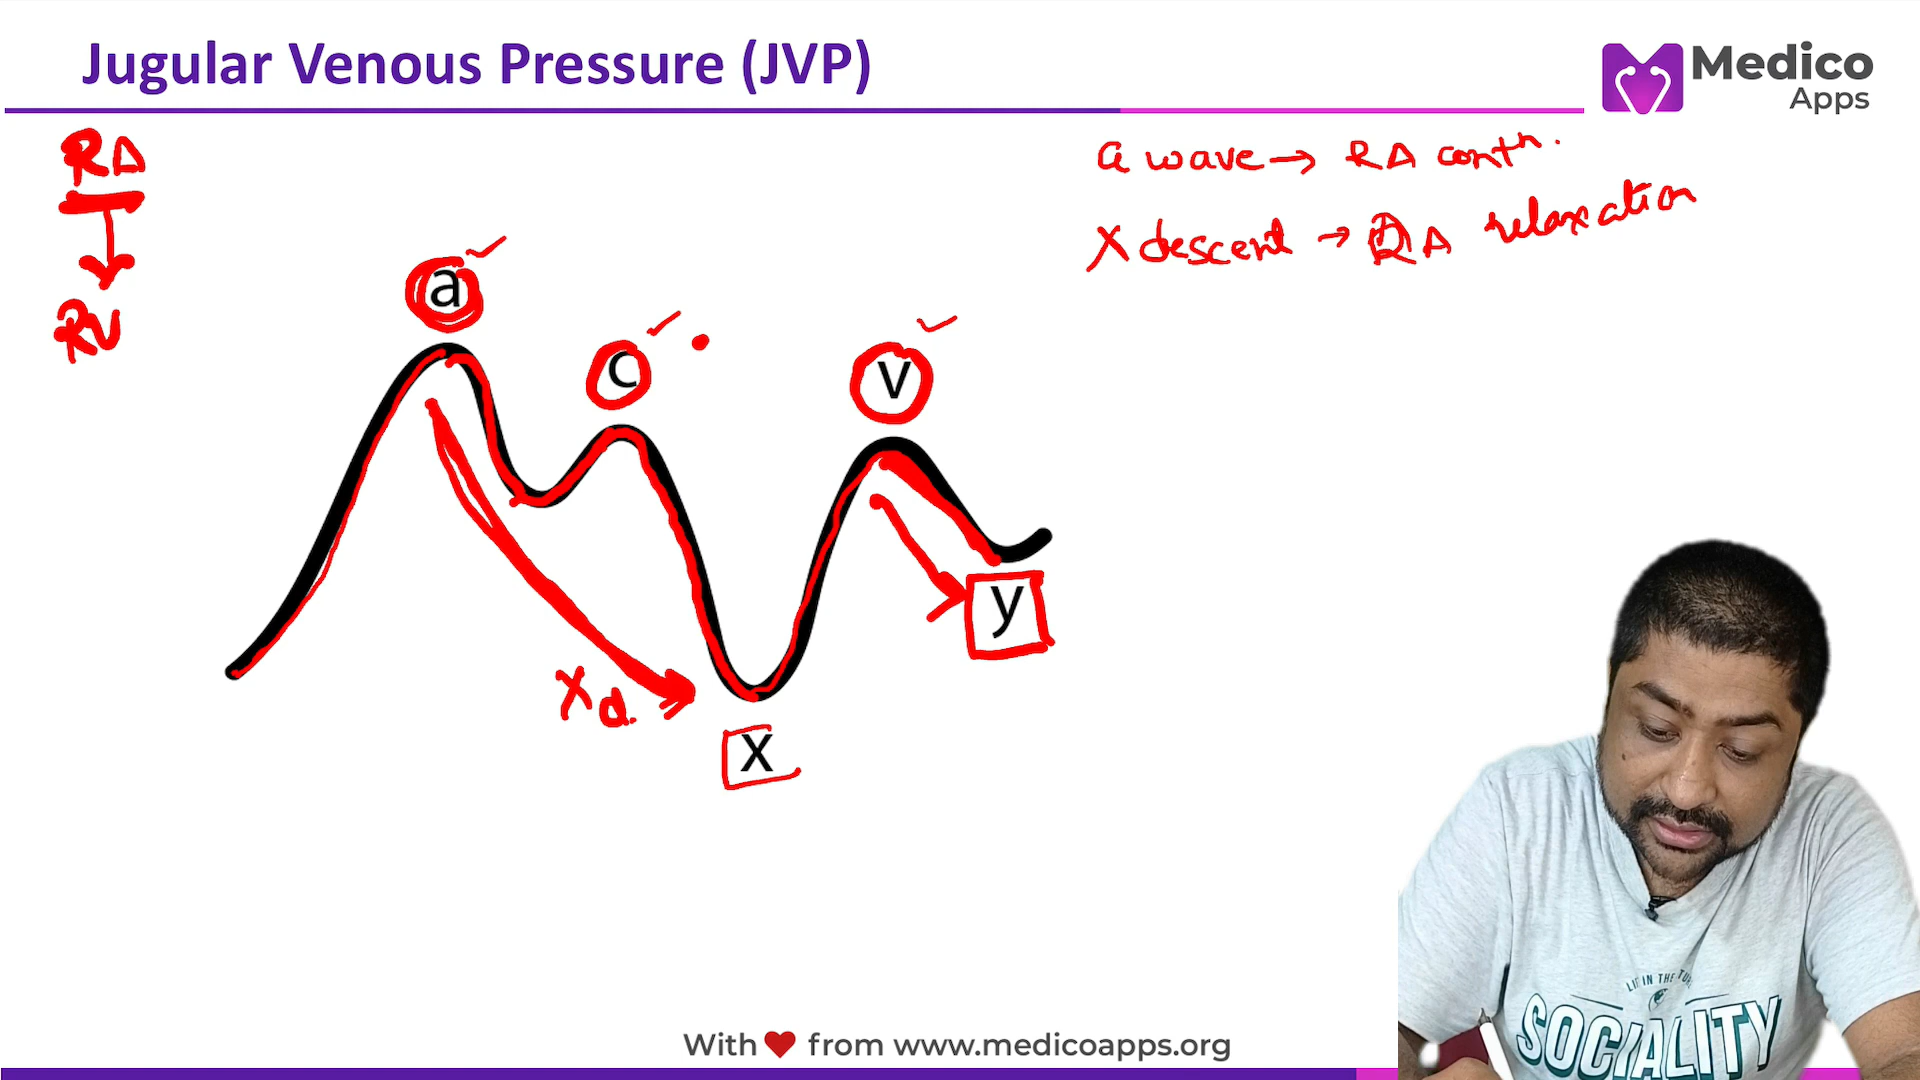 Jugular Venous Pressure (JVP)
Medico
Apps
RA
RV
a wave → RA contn.
X descent → RA relaxation
a
c
v
y
X d.
x
With ❤ from www.medicoapps.org
SOCIALITY